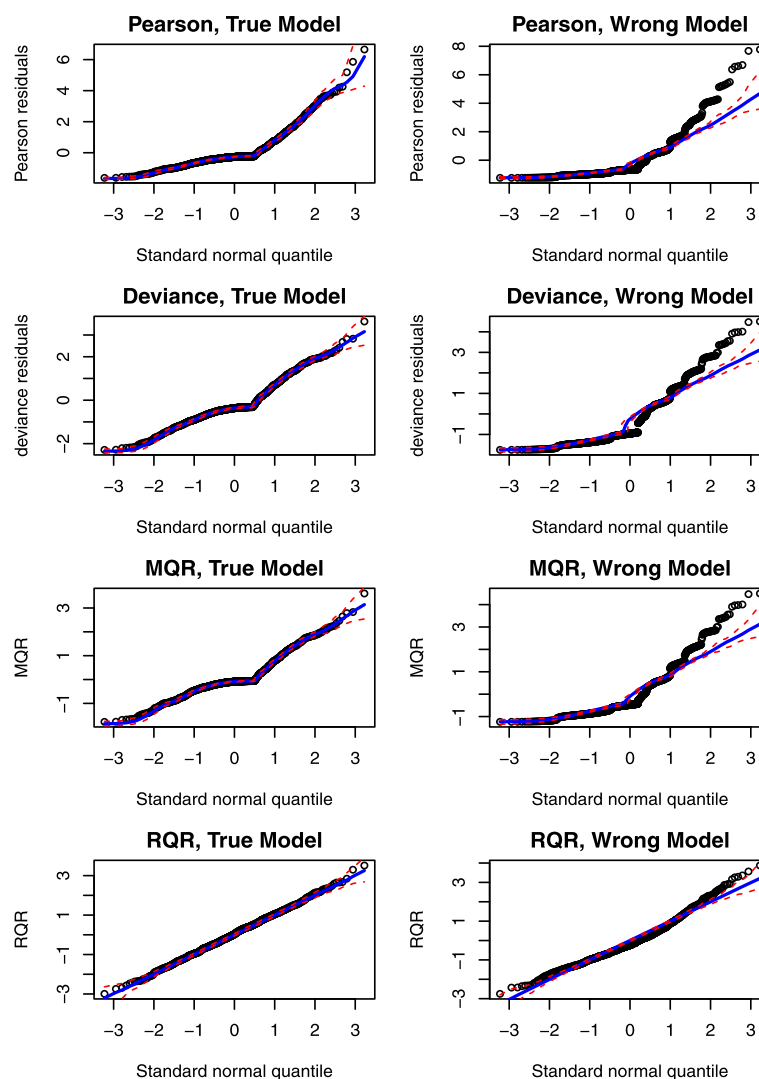 Pearson, True Model
Pearson residuals
6
4
2
0
−3 −2 −1 0 1 2 3
Standard normal quantile
Pearson, Wrong Model
Pearson residuals
8
6
4
2
0
−3 −2 −1 0 1 2 3
Standard normal quantile
Deviance, True Model
deviance residuals
2
0
−2
−3 −2 −1 0 1 2 3
Standard normal quantile
Deviance, Wrong Model
deviance residuals
3
1
−1
−3 −2 −1 0 1 2 3
Standard normal quantile
MQR, True Model
MQR
3
1
−1
−3 −2 −1 0 1 2 3
Standard normal quantile
MQR, Wrong Model
MQR
3
1
−1
−3 −2 −1 0 1 2 3
Standard normal quantile
RQR, True Model
RQR
3
1
−1
−3
−3 −2 −1 0 1 2 3
Standard normal quantile
RQR, Wrong Model
RQR
3
1
−1
−3
−3 −2 −1 0 1 2 3
Standard normal quantile